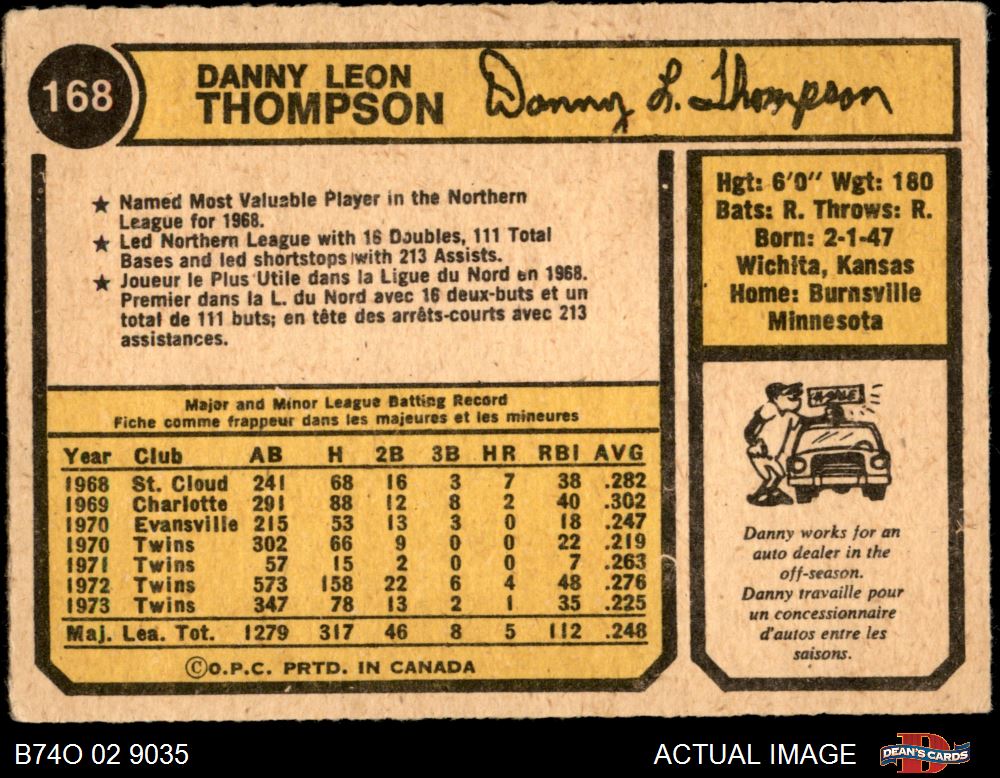 168
DANNY LEON
THOMPSON
Danny L. Thompson
★ Named Most Valuable Player in the Northern
League for 1968.
★ Led Northern League with 16 Doubles, 111 Total
Bases and led shortstops with 213 Assists.
★ Joueur le Plus Utile dans la Ligue du Nord en 1968.
Premier dans la L. du Nord avec 16 deux-buts et un
total de 111 buts; en tête des arrêts-courts avec 213
assistances.
Hgt: 6'0" Wgt: 180
Bats: R. Throws: R.
Born: 2-1-47
Wichita, Kansas
Home: Burnsville
Minnesota
Major and Minor League Batting Record
Fiche comme frappeur dans les majeures et les mineures
Year Club AB H 2B 3B HR RBI AVG
1968 St. Cloud 241 68 16 3 7 38 .282
1969 Charlotte 291 88 12 8 2 40 .302
1970 Evansville 215 53 13 3 0 18 .247
1970 Twins 302 66 9 0 0 22 .219
1971 Twins 57 15 2 0 0 7 .263
1972 Twins 573 158 22 6 4 48 .276
1973 Twins 347 78 13 2 1 35 .225
Maj. Lea. Tot. 1279 317 46 8 5 112 .248
©O.P.C. PRTD. IN CANADA
Danny works for an
auto dealer in the
off-season.
Danny travaille pour
un concessionnaire
d'autos entre les
saisons.
B74O 02 9035
ACTUAL IMAGE
DEAN'S CARDS